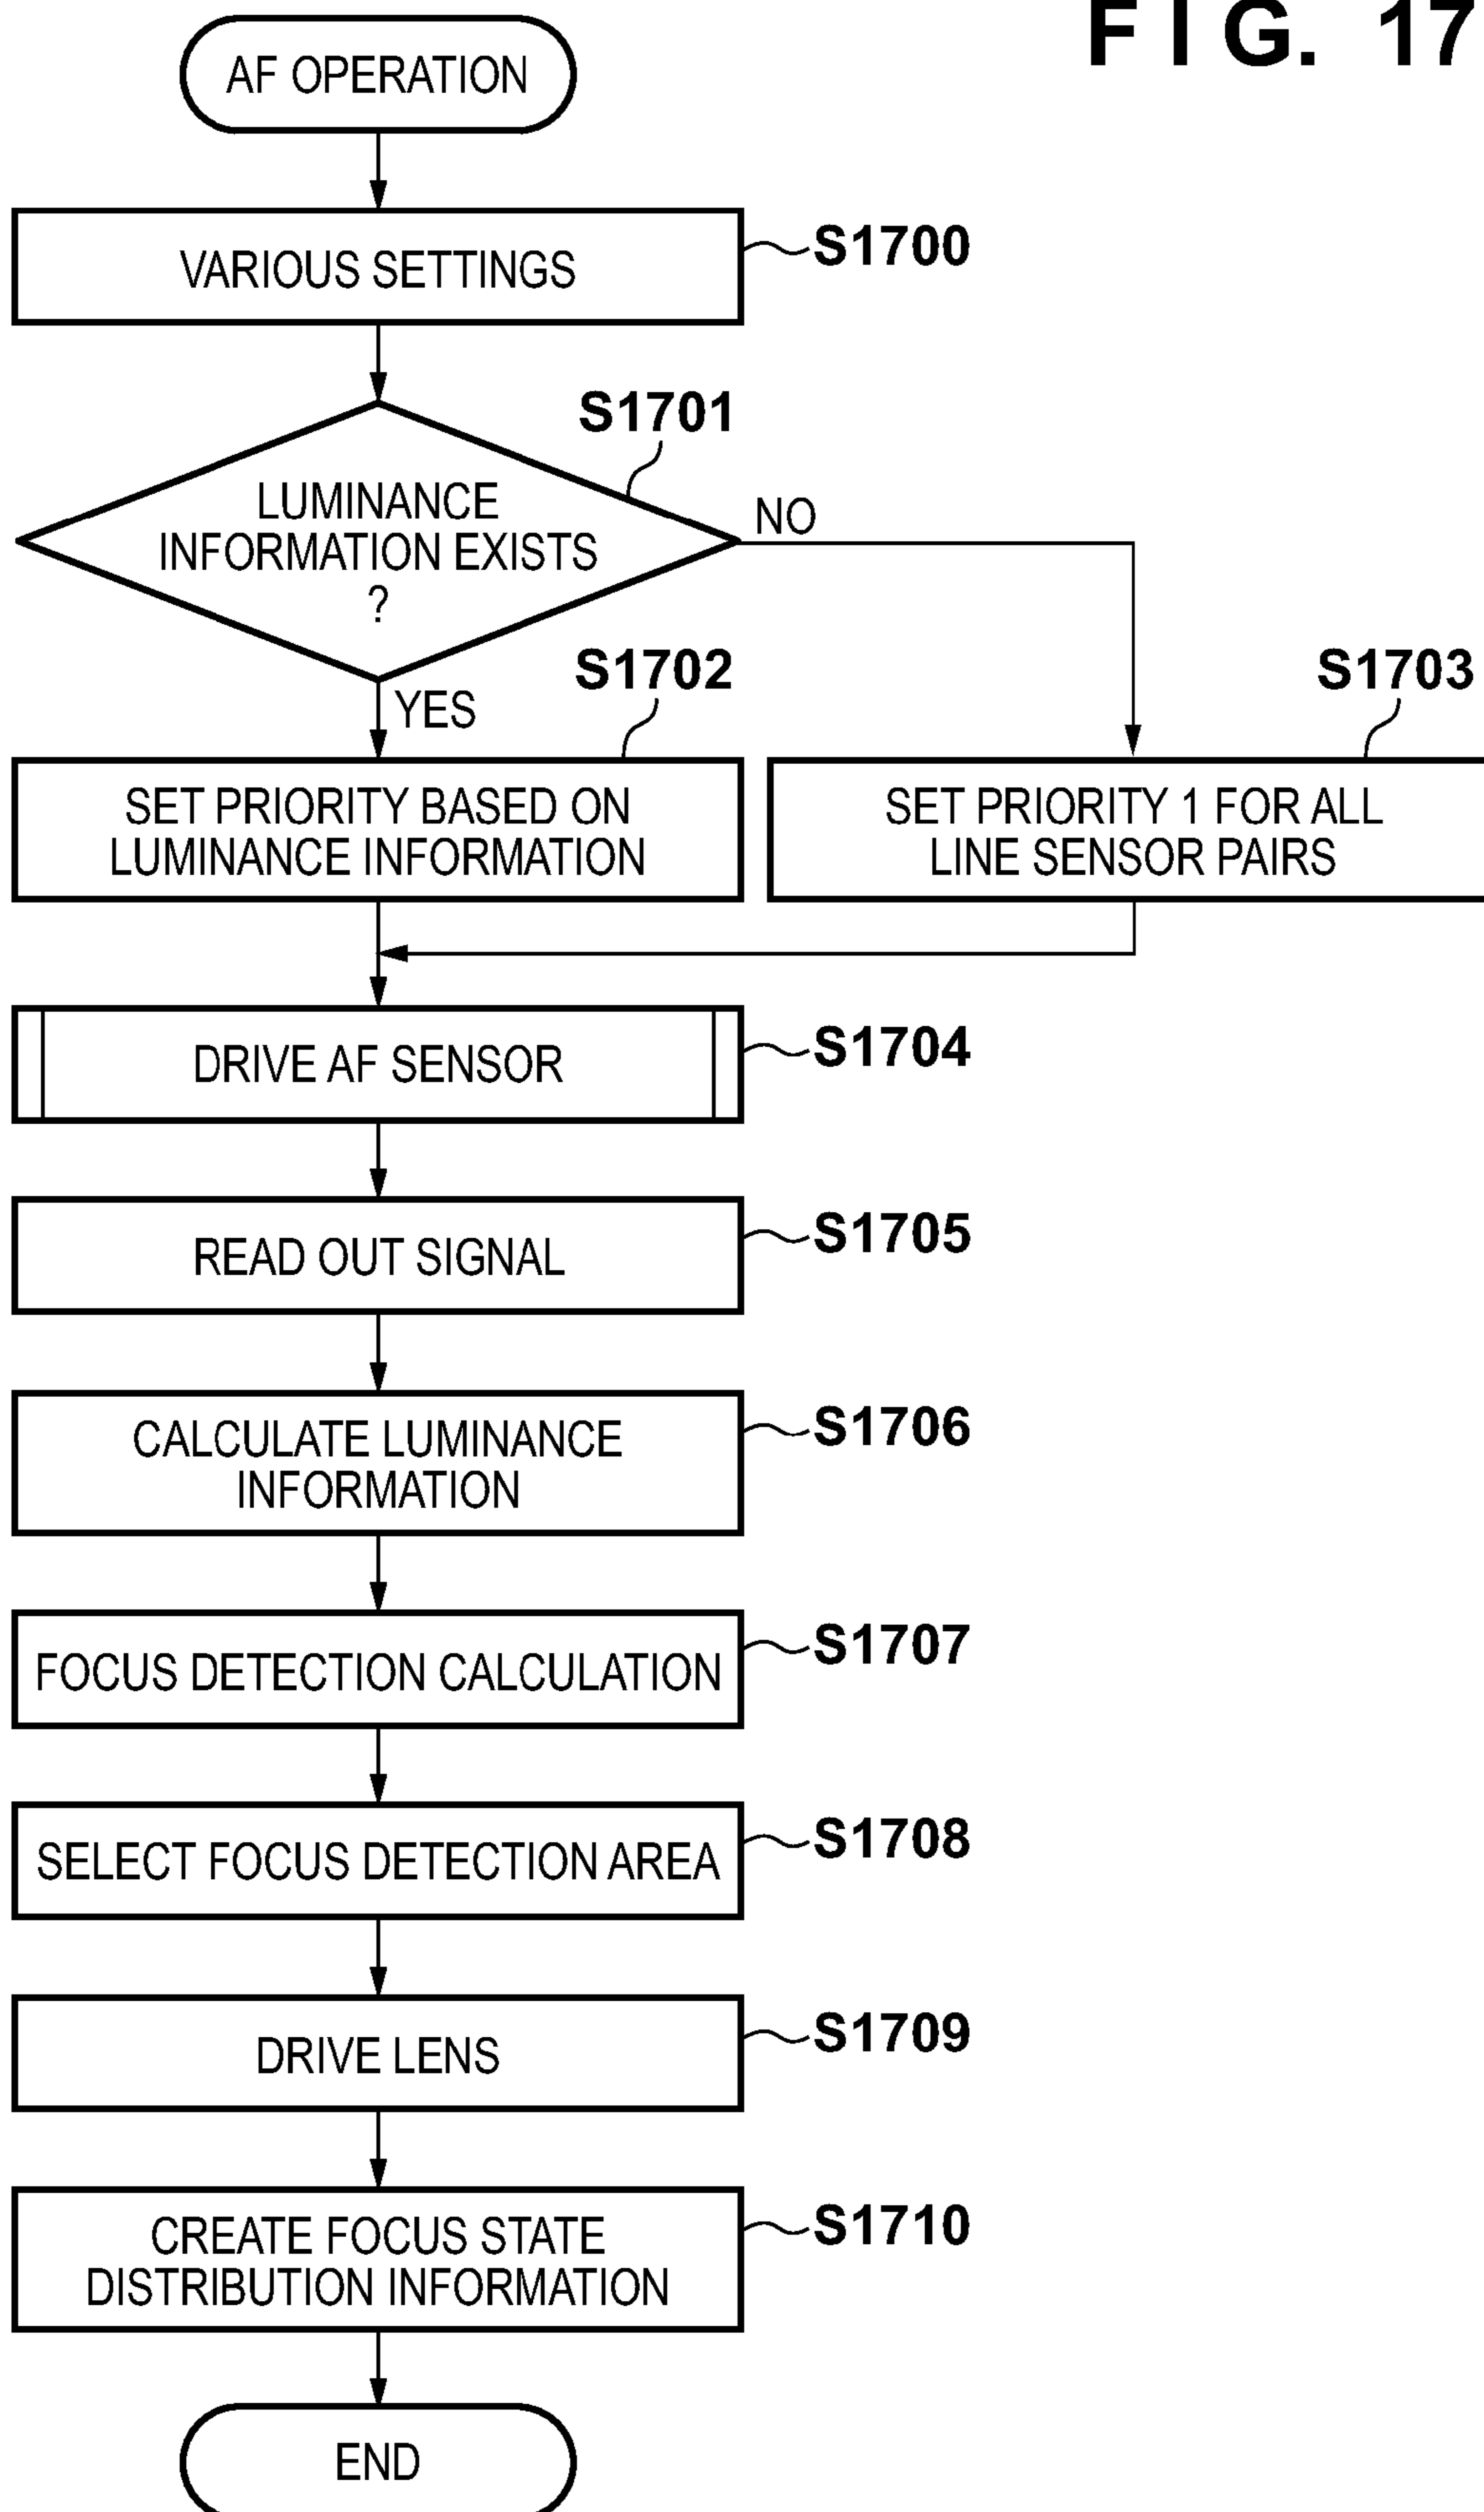 F I G. 17
AF OPERATION
VARIOUS SETTINGS
S1700
S1701
LUMINANCE
INFORMATION EXISTS
?
NO
YES
S1702
SET PRIORITY BASED ON
LUMINANCE INFORMATION
S1703
SET PRIORITY 1 FOR ALL
LINE SENSOR PAIRS
DRIVE AF SENSOR
S1704
READ OUT SIGNAL
S1705
CALCULATE LUMINANCE
INFORMATION
S1706
FOCUS DETECTION CALCULATION
S1707
SELECT FOCUS DETECTION AREA
S1708
DRIVE LENS
S1709
CREATE FOCUS STATE
DISTRIBUTION INFORMATION
S1710
END